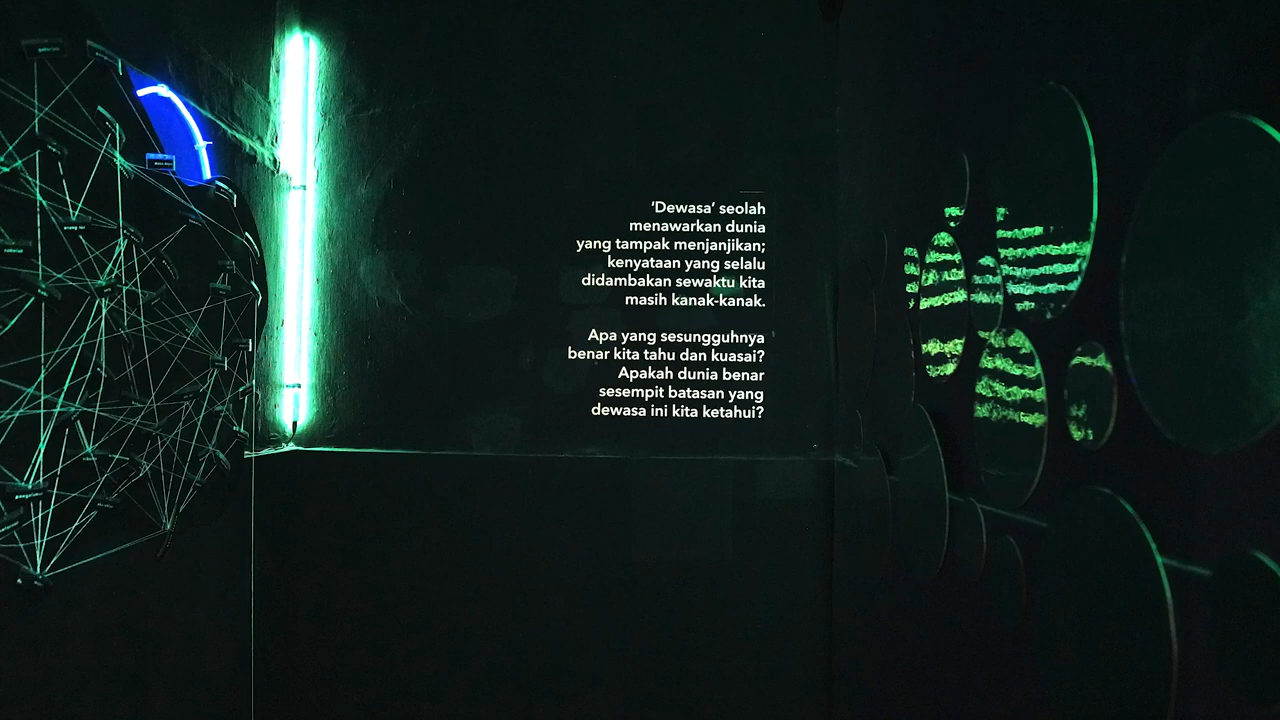 'Dewasa' seolah
menawarkan dunia
yang tampak menjanjikan;
kenyataan yang selalu
didambakan sewaktu kita
masih kanak-kanak.
Apa yang sesungguhnya
benar kita tahu dan kuasai?
Apakah dunia benar
sesempit batasan yang
dewasa ini kita ketahui?